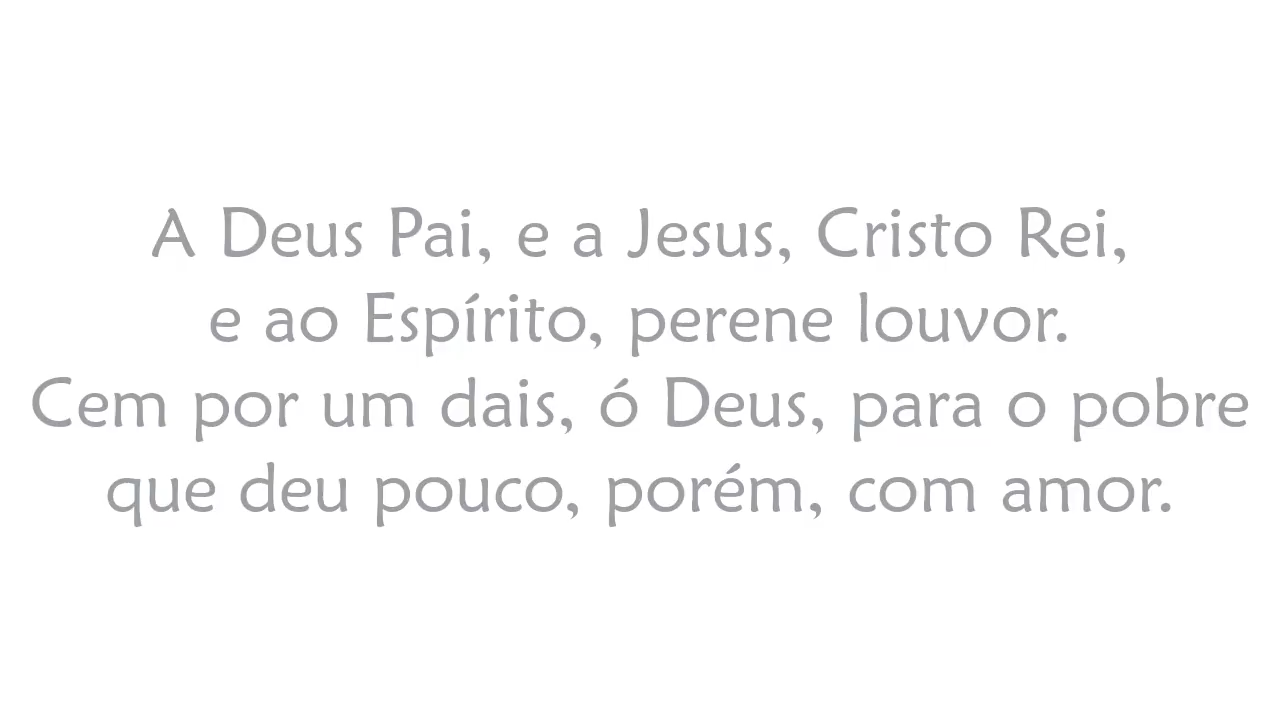 A Deus Pai, e a Jesus, Cristo Rei,
e ao Espírito, perene louvor.
Cem por um dais, ó Deus, para o pobre
que deu pouco, porém, com amor.